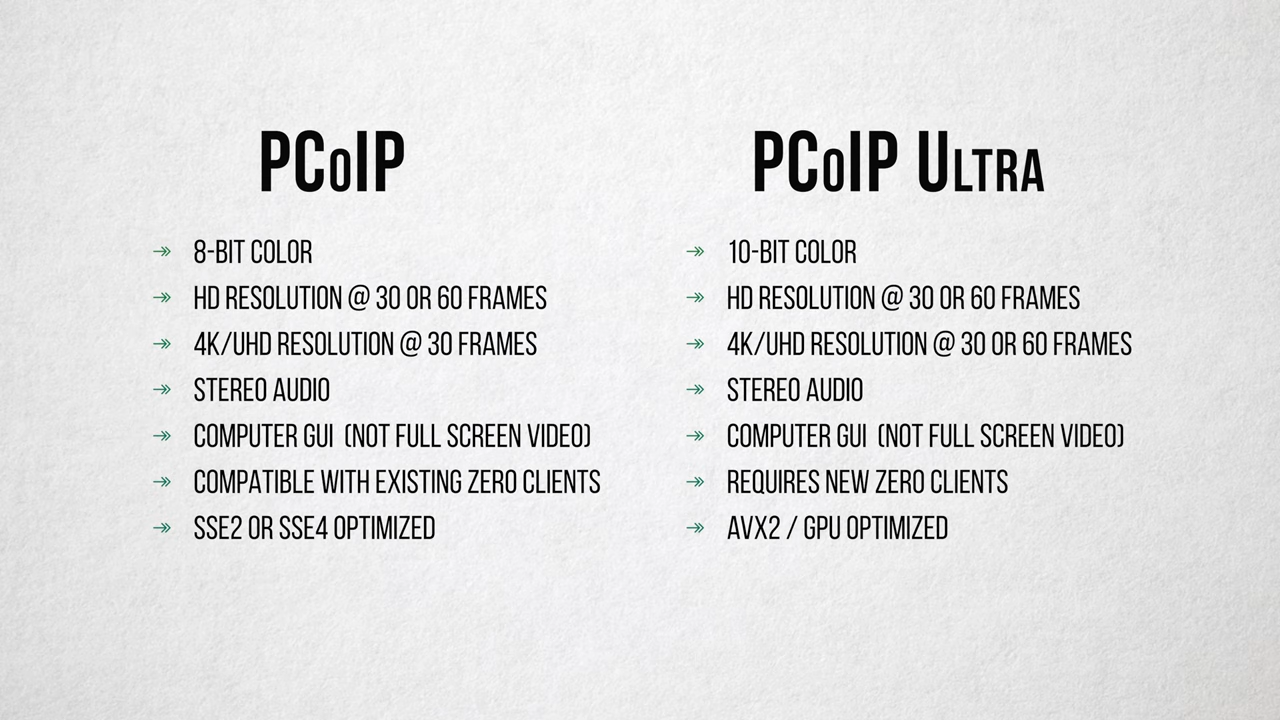 PCoIP
8-BIT COLOR
HD RESOLUTION @ 30 OR 60 FRAMES
4K/UHD RESOLUTION @ 30 FRAMES
STEREO AUDIO
COMPUTER GUI (NOT FULL SCREEN VIDEO)
COMPATIBLE WITH EXISTING ZERO CLIENTS
SSE2 OR SSE4 OPTIMIZED
PCoIP Ultra
10-BIT COLOR
HD RESOLUTION @ 30 OR 60 FRAMES
4K/UHD RESOLUTION @ 30 OR 60 FRAMES
STEREO AUDIO
COMPUTER GUI (NOT FULL SCREEN VIDEO)
REQUIRES NEW ZERO CLIENTS
AVX2 / GPU OPTIMIZED